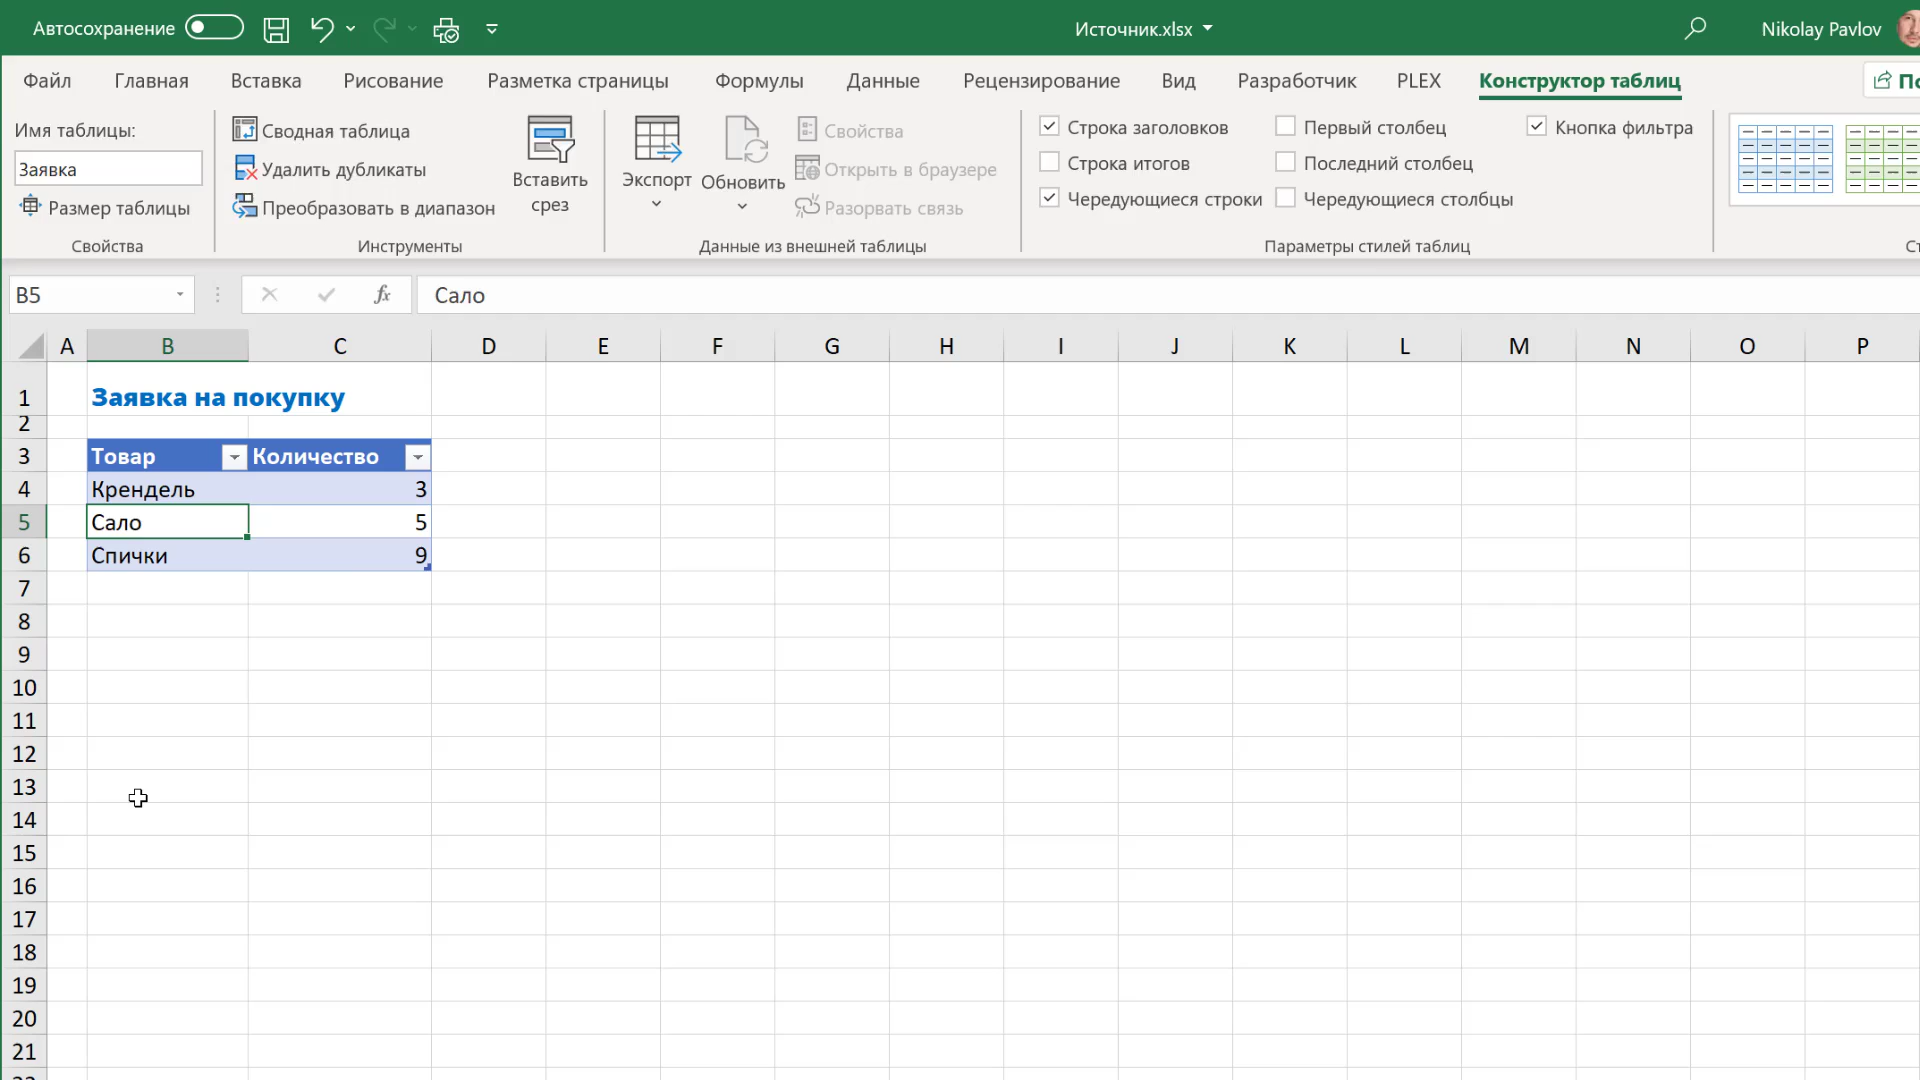 Автосохранение
Источник.xlsx
Nikolay Pavlov
Файл Главная Вставка Рисование Разметка страницы Формулы Данные Рецензирование Вид Разработчик PLEX Конструктор таблиц
Имя таблицы:
Заявка
Размер таблицы
Свойства
Сводная таблица
Удалить дубликаты
Преобразовать в диапазон
Инструменты
Вставить
срез
Экспорт
Обновить
Свойства
Открыть в браузере
Разорвать связь
Данные из внешней таблицы
Строка заголовков
Строка итогов
Чередующиеся строки
Первый столбец
Последний столбец
Чередующиеся столбцы
Кнопка фильтра
Параметры стилей таблиц
B5
fx
Сало
A B C D E F G H I J K L M N O P
1 Заявка на покупку
2
3 Товар Количество
4 Крендель 3
5 Сало 5
6 Спички 9
7
8
9
10
11
12
13
14
15
16
17
18
19
20
21